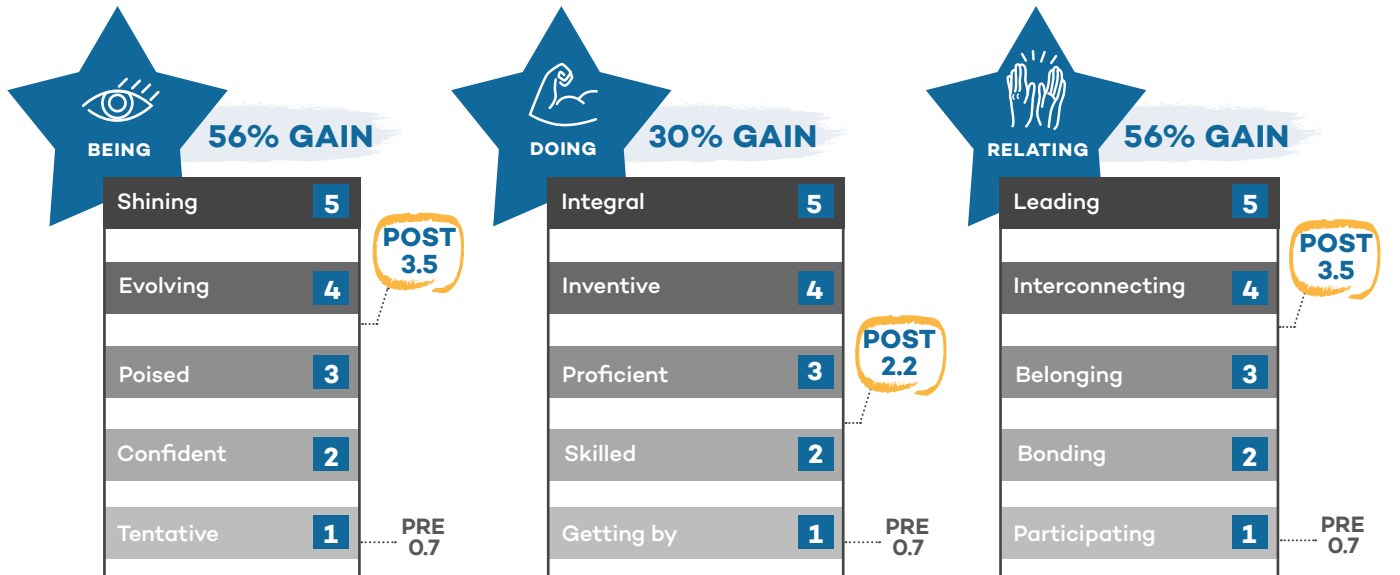 BEING
56% GAIN
Shining 5
POST
3.5
Evolving 4
Poised 3
Confident 2
Tentative 1
PRE
0.7
DOING
30% GAIN
Integral 5
Inventive 4
POST
2.2
Proficient 3
Skilled 2
Getting by 1
PRE
0.7
RELATING
56% GAIN
Leading 5
POST
3.5
Interconnecting 4
Belonging 3
Bonding 2
Participating 1
PRE
0.7